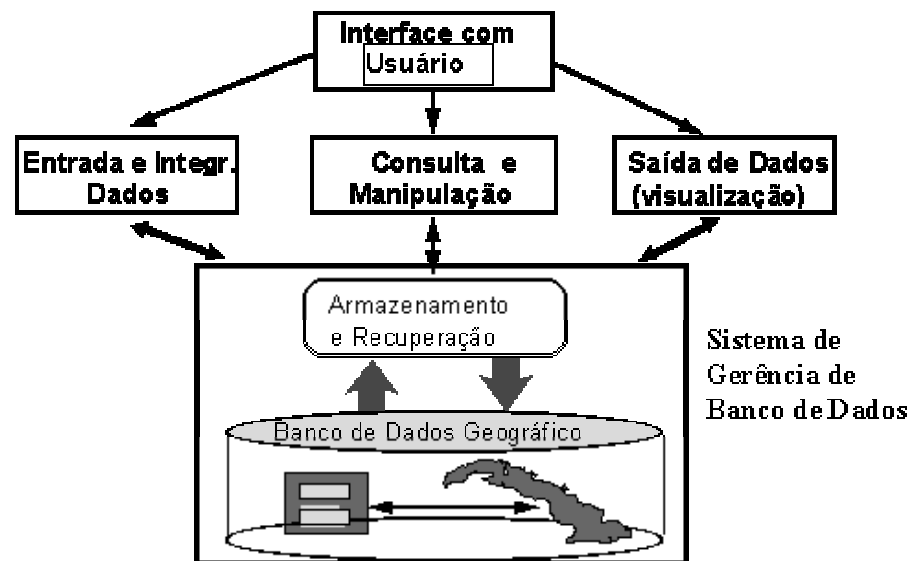 Interface com
Usuário
Entrada e Integr.
Dados
Consulta e
Manipulação
Saída de Dados
(visualização)
Armazenamento
e Recuperação
Sistema de
Gerência de
Banco de Dados
Banco de Dados Geográfico